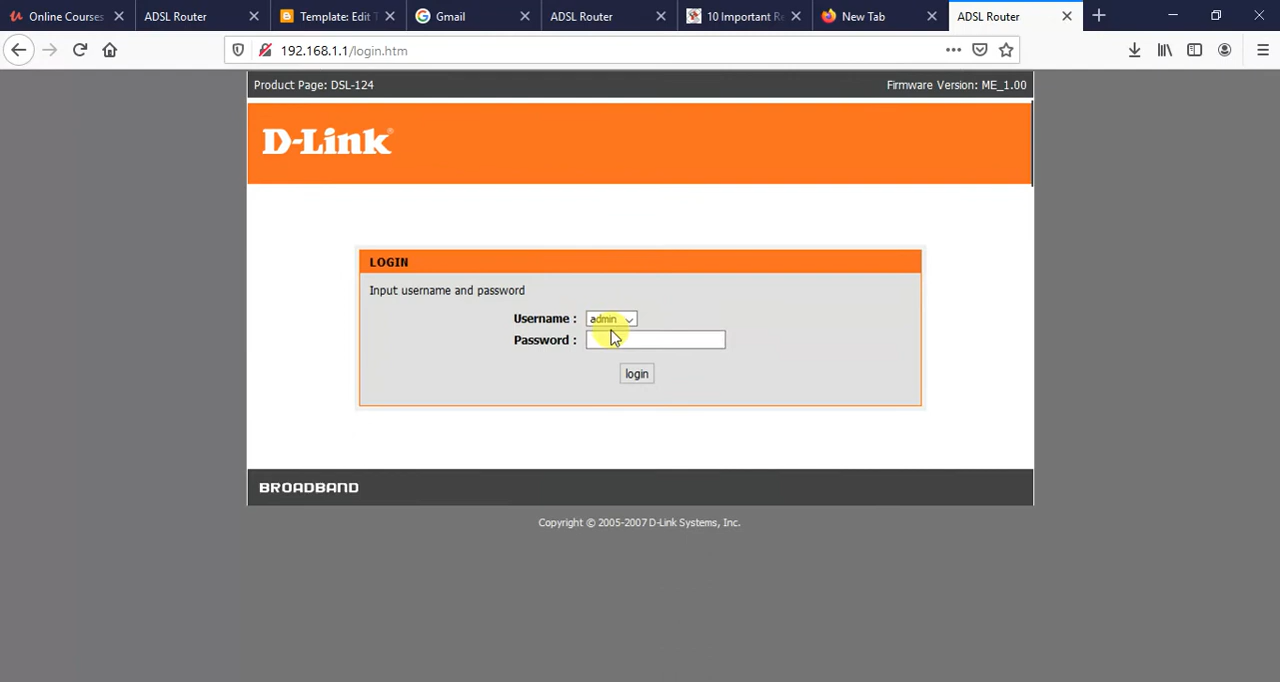 Online Courses
ADSL Router
Template: Edit T
Gmail
ADSL Router
10 Important Re
New Tab
ADSL Router
192.168.1.1/login.htm
Product Page: DSL-124
Firmware Version: ME_1.00
D-Link®
LOGIN
Input username and password
Username : admin
Password :
login
BROADBAND
Copyright © 2005-2007 D-Link Systems, Inc.